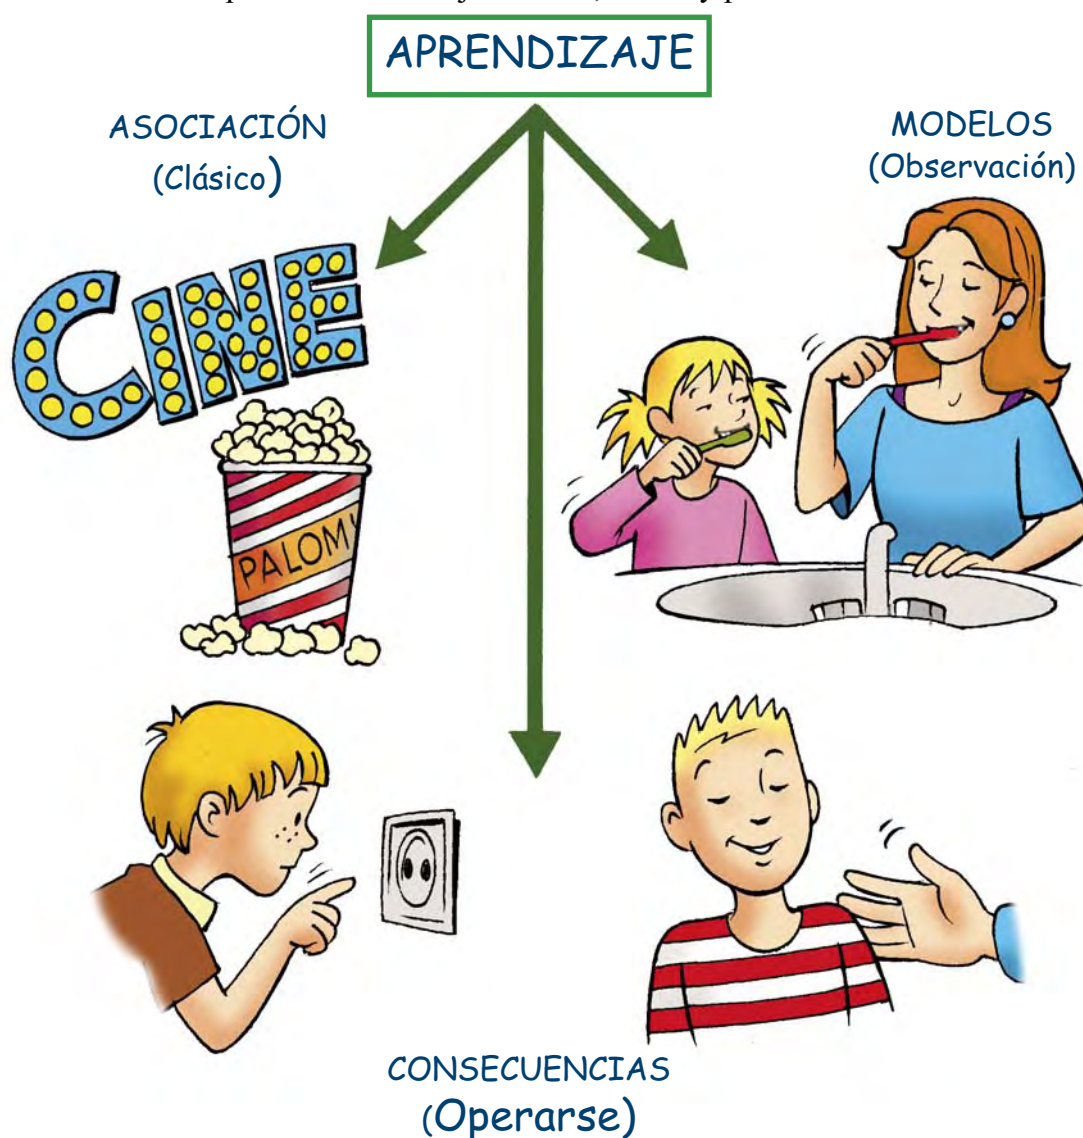 APRENDIZAJE
ASOCIACIÓN
(Clásico)
MODELOS
(Observación)
CINE
PALOM
CONSECUENCIAS
(Operarse)